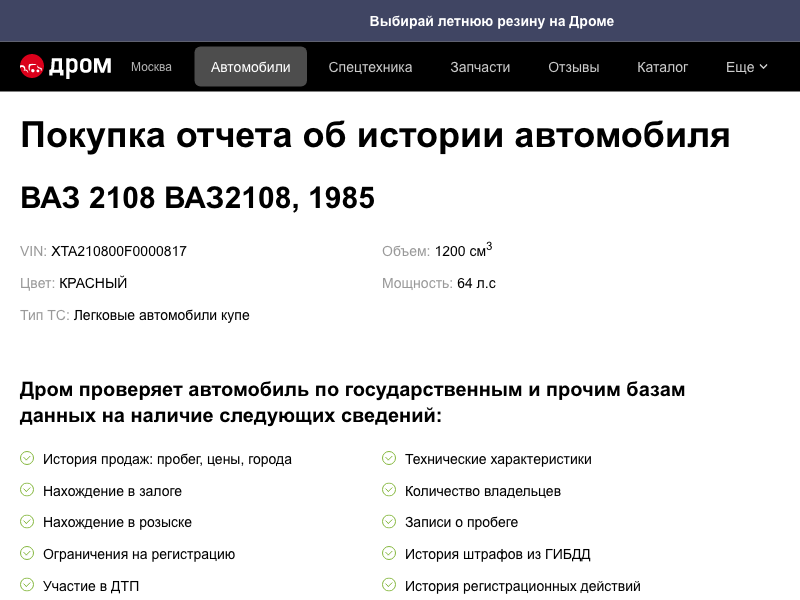 Выбирай летнюю резину на Дроме
дром Москва Автомобили Спецтехника Запчасти Отзывы Каталог Еще
Покупка отчета об истории автомобиля
ВАЗ 2108 ВАЗ2108, 1985
VIN: XTA210800F0000817 Объем: 1200 см³
Цвет: КРАСНЫЙ Мощность: 64 л.с
Тип ТС: Легковые автомобили купе
Дром проверяет автомобиль по государственным и прочим базам
данных на наличие следующих сведений:
История продаж: пробег, цены, города Технические характеристики
Нахождение в залоге Количество владельцев
Нахождение в розыске Записи о пробеге
Ограничения на регистрацию История штрафов из ГИБДД
Участие в ДТП История регистрационных действий